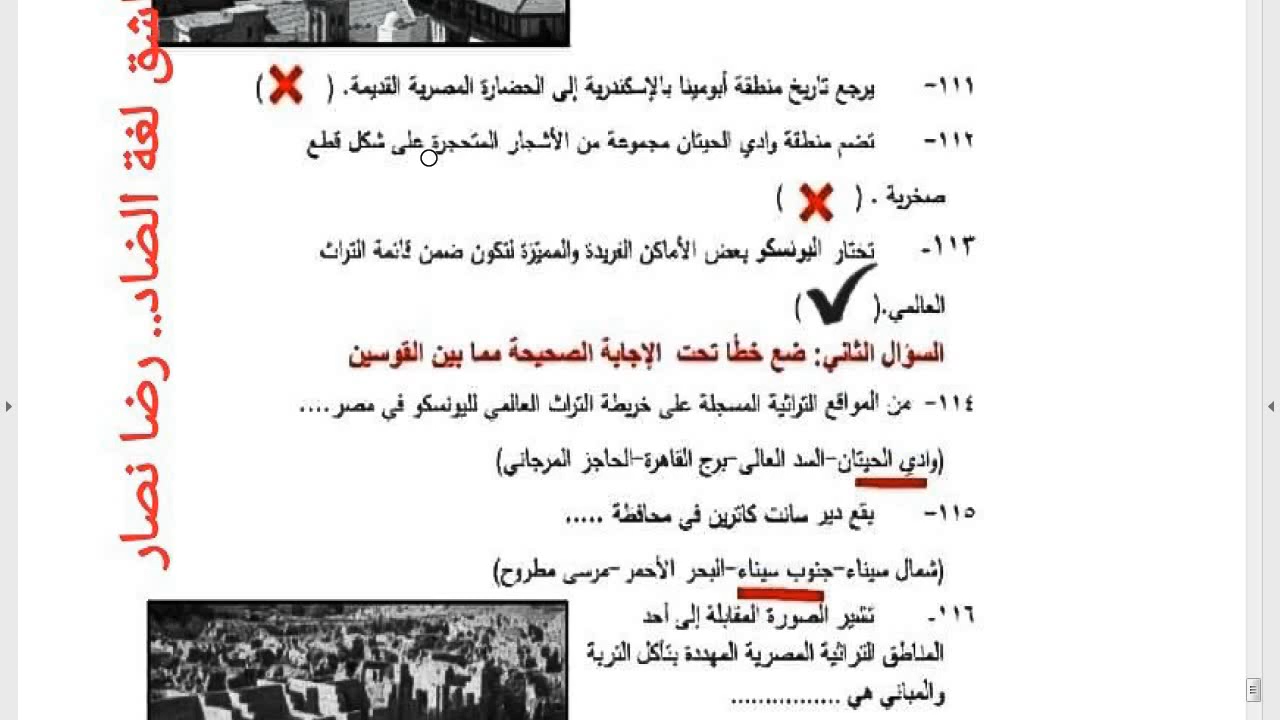 ١١١- يرجع تاريخ منطقة أبومينا بالإسكندرية إلى الحضارة المصرية القديمة. ( )
١١٢- تضم منطقة وادي الحيتان مجموعة من الأشجار المتحجرة على شكل قطع
صخرية . ( )
١١٣- تختار اليونسكو بعض الأماكن الفريدة والمميّزة لتكون ضمن قائمة التراث
العالمي.( )
السؤال الثاني: ضع خطًا تحت الإجابة الصحيحة مما بين القوسين
١١٤- من المواقع التراثية المسجلة على خريطة التراث العالمي لليونسكو في مصر....
(وادي الحيتان-السد العالى-برج القاهرة-الحاجز المرجاني)
١١٥- يقع دير سانت كاترين في محافظة .....
(شمال سيناء-جنوب سيناء-البحر الأحمر-مرسى مطروح)
١١٦- تشير الصورة المقابلة إلى أحد
المناطق التراثية المصرية المهددة بتأكل التربة
والمباني هي ................
اشق لغة الضاد.. رضا نصار